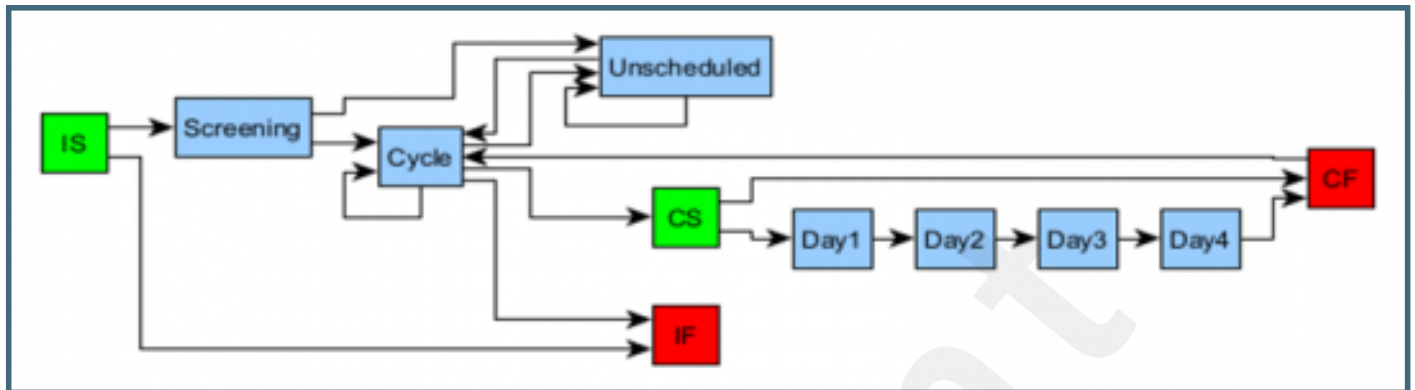 Unscheduled
Screening
IS
Cycle
CF
CS
Day1
Day2
Day3
Day4
IF